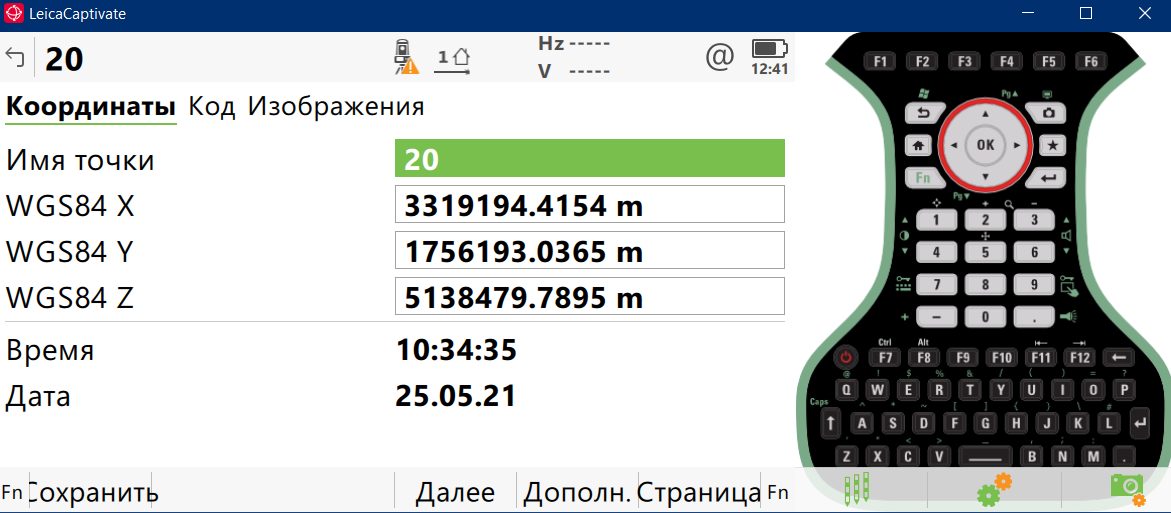 LeicaCaptivate
20
1
Hz -----
V -----
@
12:41
Координаты Код Изображения
Имя точки 20
WGS84 X 3319194.4154 m
WGS84 Y 1756193.0365 m
WGS84 Z 5138479.7895 m
Время 10:34:35
Дата 25.05.21
Fn Сохранить Далее Дополн. Страница Fn
F1 F2 F3 F4 F5 F6
Pg▲
OK
Fn
Pg▼
1 2 3
4 5 6
7 8 9
+ − 0 .
Ctrl Alt
F7 F8 F9 F10 F11 F12
@ ! $ % & / ( ) = ?
Q W E R T Y U I O P
Caps
A S D F G H J K L
Z X C V B N M .